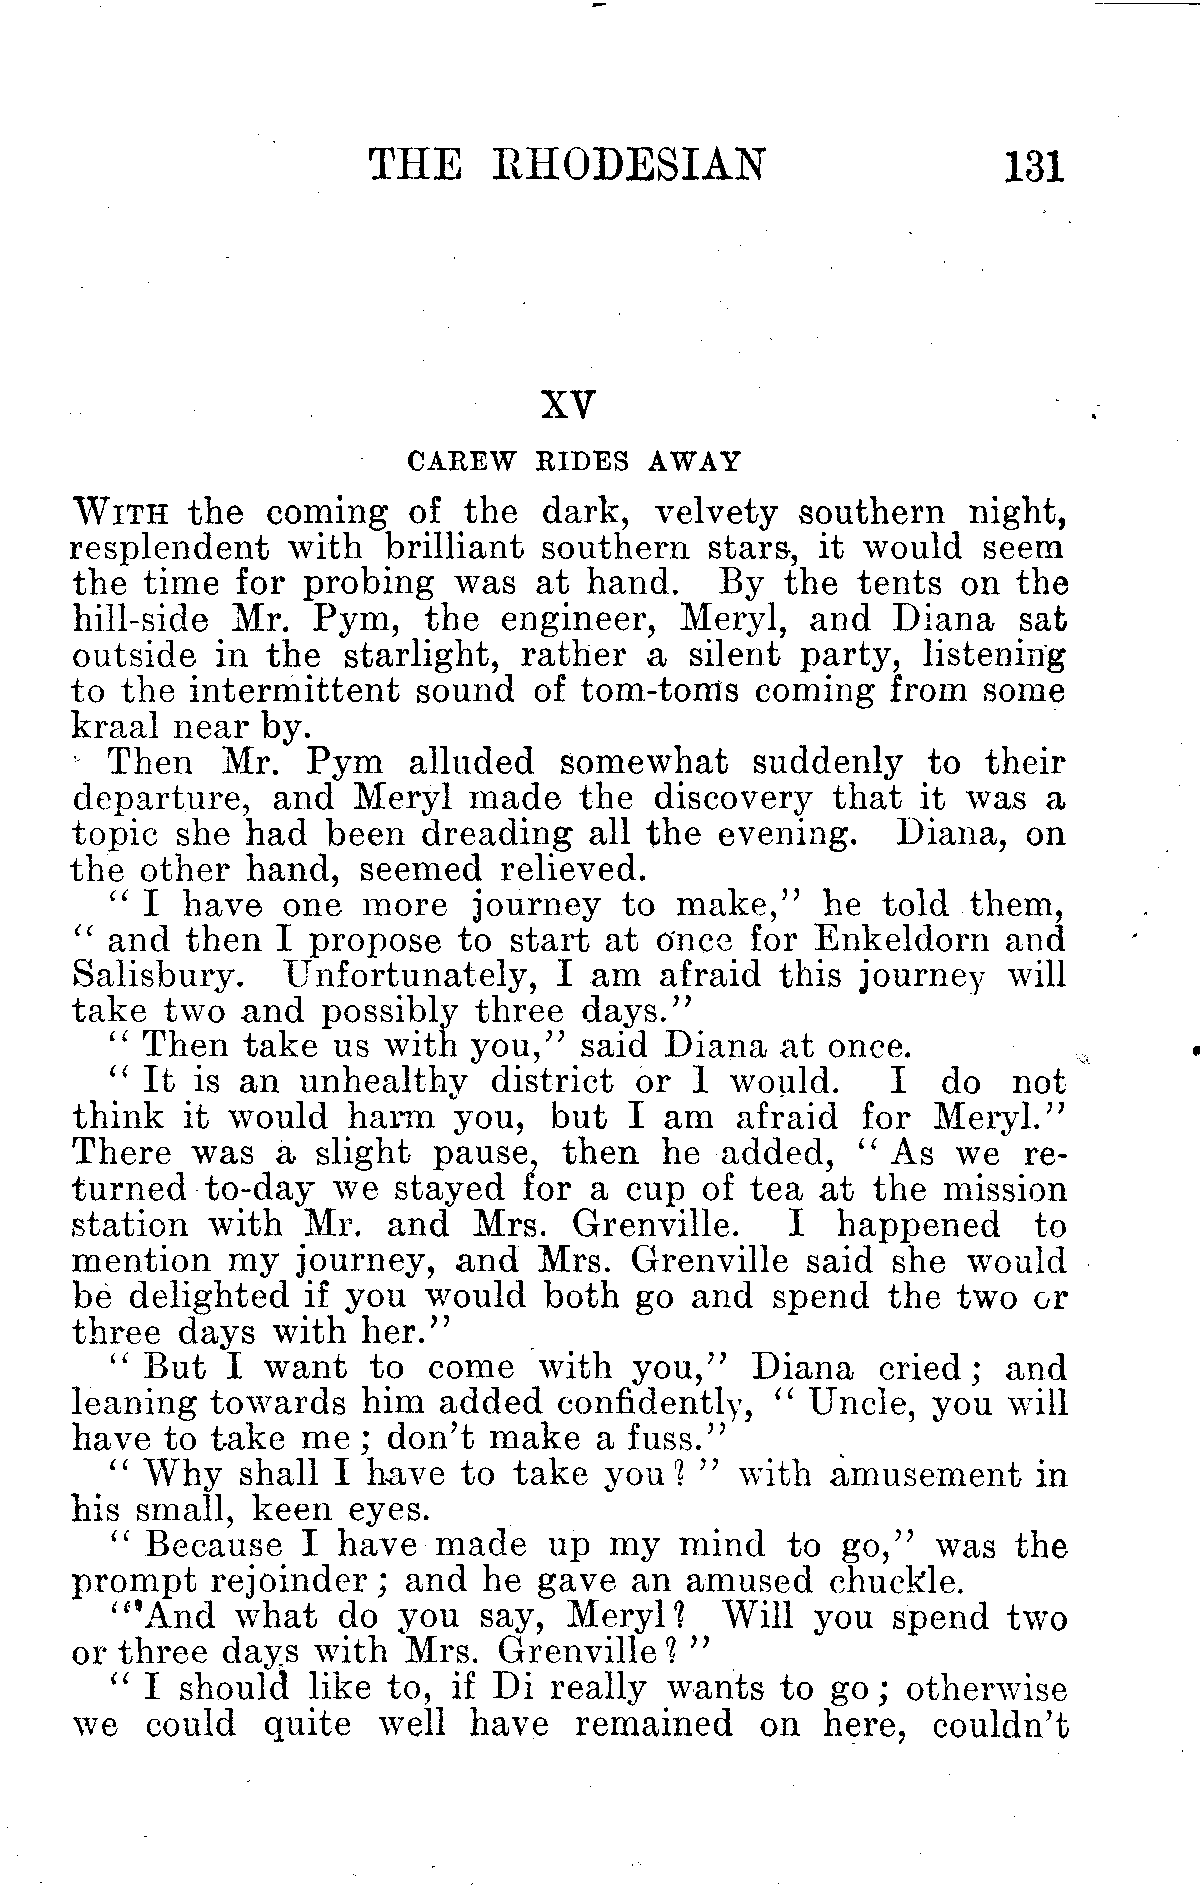 THE RHODESIAN 131
XV
CAREW RIDES AWAY
WITH the coming of the dark, velvety southern night,
resplendent with brilliant southern stars, it would seem
the time for probing was at hand. By the tents on the
hill-side Mr. Pym, the engineer, Meryl, and Diana sat
outside in the starlight, rather a silent party, listening
to the intermittent sound of tom-toms coming from some
kraal near by.
Then Mr. Pym alluded somewhat suddenly to their
departure, and Meryl made the discovery that it was a
topic she had been dreading all the evening. Diana, on
the other hand, seemed relieved.
“ I have one more journey to make,” he told them,
“ and then I propose to start at once for Enkeldorn and
Salisbury. Unfortunately, I am afraid this journey will
take two and possibly three days.”
“ Then take us with you,” said Diana at once.
“ It is an unhealthy district or I would. I do not
think it would harm you, but I am afraid for Meryl.”
There was a slight pause, then he added, “ As we re-
turned to-day we stayed for a cup of tea at the mission
station with Mr. and Mrs. Grenville. I happened to
mention my journey, and Mrs. Grenville said she would
be delighted if you would both go and spend the two or
three days with her.”
“ But I want to come with you,” Diana cried ; and
leaning towards him added confidently, “ Uncle, you will
have to take me ; don't make a fuss.”
“ Why shall I have to take you ? ” with amusement in
his small, keen eyes.
“ Because I have made up my mind to go,” was the
prompt rejoinder ; and he gave an amused chuckle.
“ And what do you say, Meryl ? Will you spend two
or three days with Mrs. Grenville ? ”
“ I should like to, if Di really wants to go ; otherwise
we could quite well have remained on here, couldn't